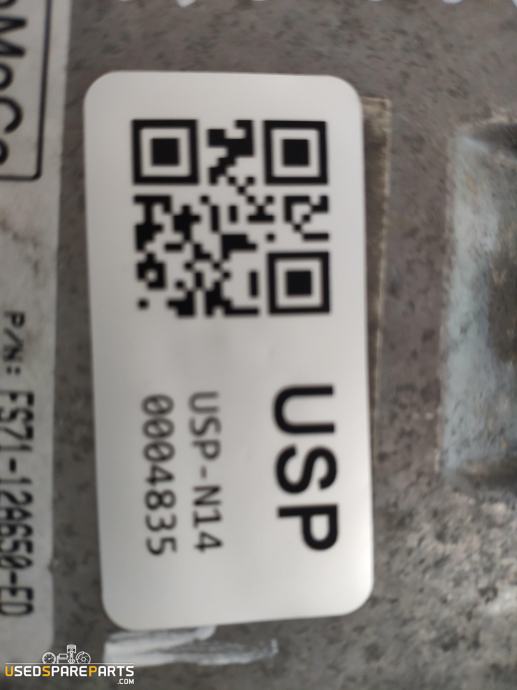 USP
USP-N14
0004835
P/N: FS71-12A650-ED
USEDSPAREPARTS
.COM